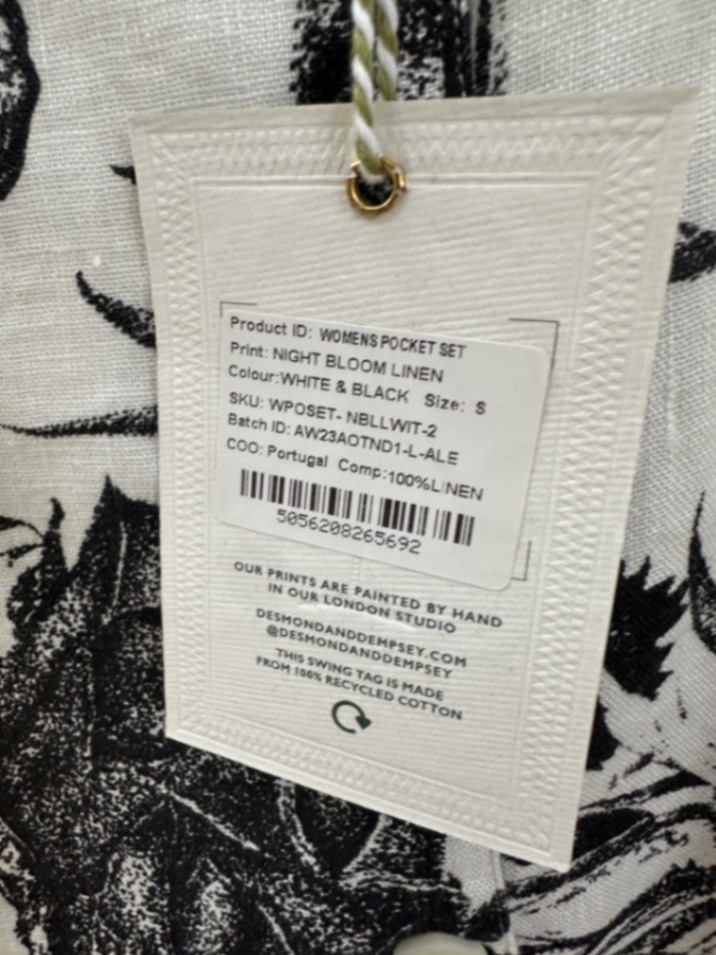 Product ID: WOMENS POCKET SET
Print: NIGHT BLOOM LINEN
Colour:WHITE & BLACK Size: S
SKU: WPOSET- NBLLWIT-2
Batch ID: AW23AOTND1-L-ALE
COO: Portugal Comp:100%LINEN
5056208265692
OUR PRINTS ARE PAINTED BY HAND
IN OUR LONDON STUDIO
DESMONDANDDEMPSEY.COM
@DESMONDANDDEMPSEY
THIS SWING TAG IS MADE
FROM 100% RECYCLED COTTON